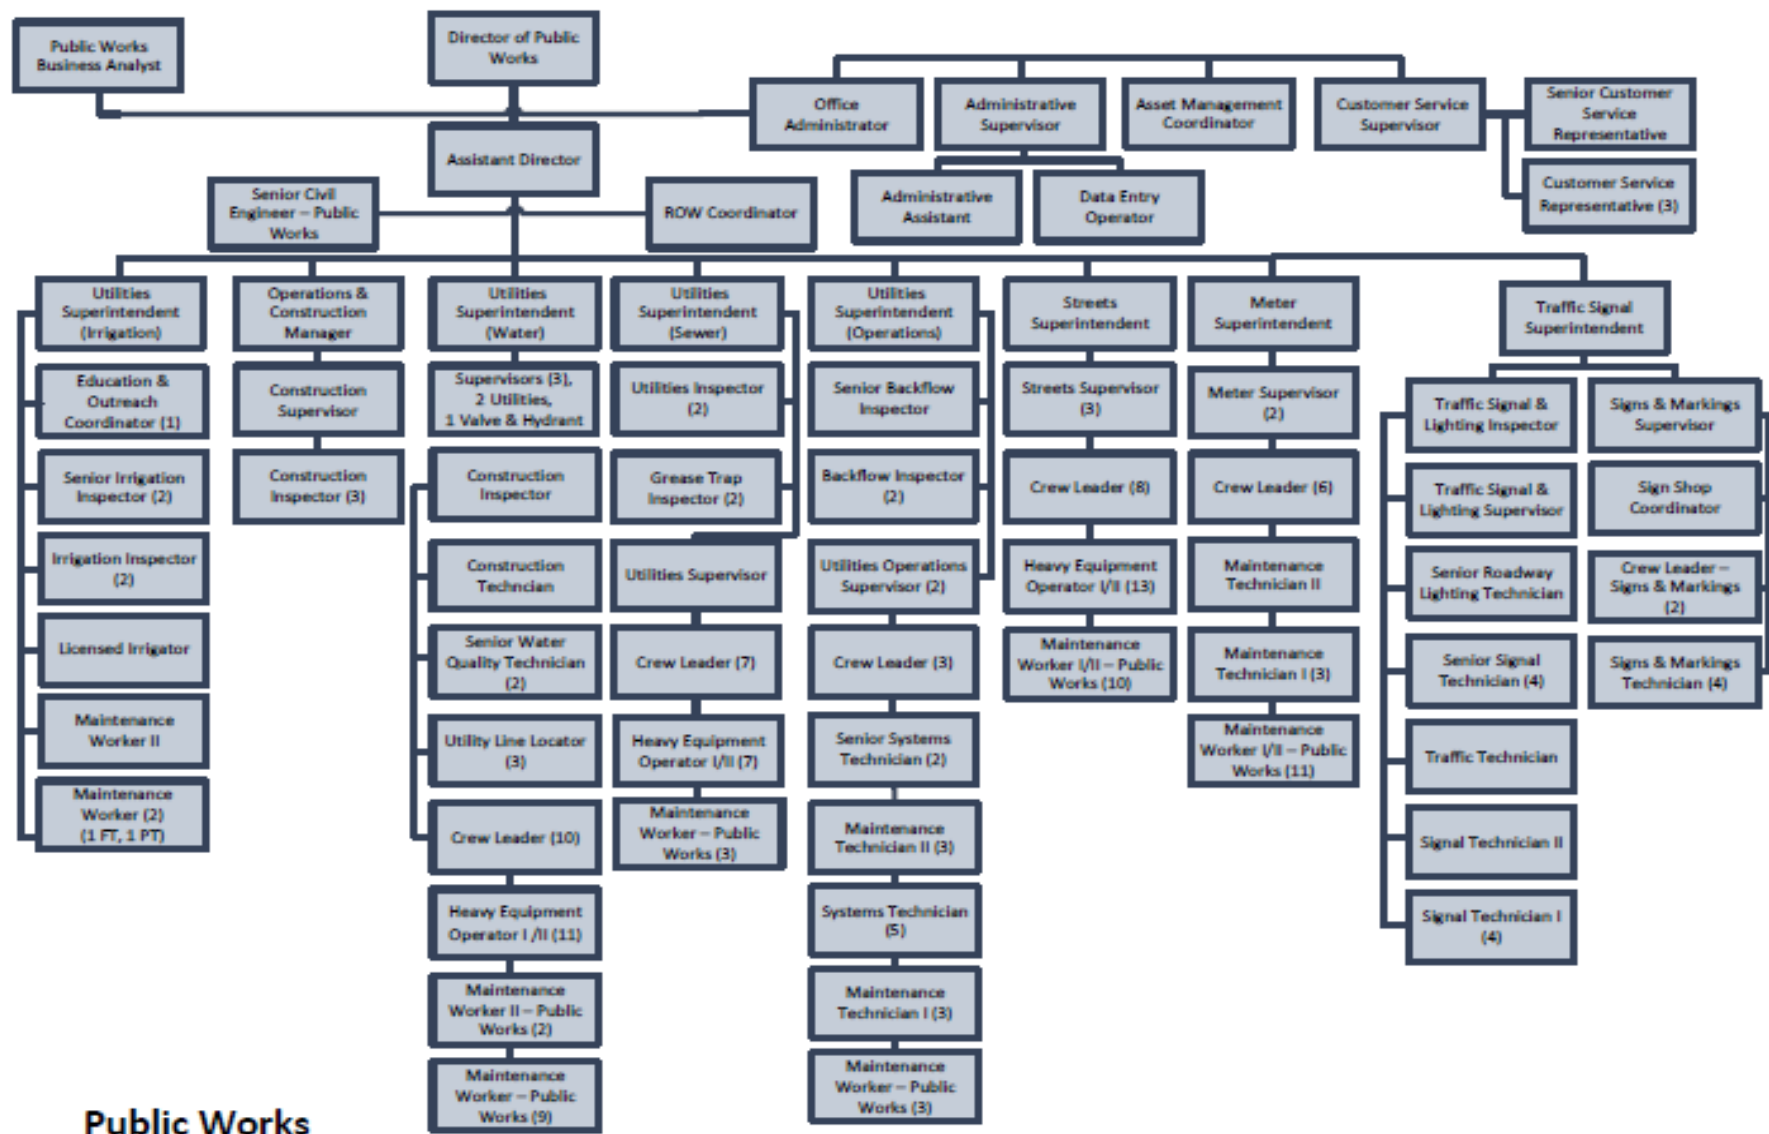 Public Works
Business Analyst
Director of Public
Works
Office
Administrator
Administrative
Supervisor
Asset Management
Coordinator
Customer Service
Supervisor
Senior Customer
Service
Representative
Assistant Director
Customer Service
Representative (3)
Administrative
Assistant
Data Entry
Operator
Senior Civil
Engineer – Public
Works
ROW Coordinator
Utilities
Superintendent
(Irrigation)
Education &
Outreach
Coordinator (1)
Senior Irrigation
Inspector (2)
Irrigation Inspector
(2)
Licensed Irrigator
Maintenance
Worker II
Maintenance
Worker (2)
(1 FT, 1 PT)
Operations &
Construction
Manager
Construction
Supervisor
Construction
Inspector (3)
Utilities
Superintendent
(Water)
Supervisors (3),
2 Utilities,
1 Valve & Hydrant
Construction
Inspector
Construction
Techncian
Senior Water
Quality Technician
(2)
Utility Line Locator
(3)
Crew Leader (10)
Heavy Equipment
Operator I /II (11)
Maintenance
Worker II – Public
Works (2)
Maintenance
Worker – Public
Works (9)
Utilities
Superintendent
(Sewer)
Utilities Inspector
(2)
Grease Trap
Inspector (2)
Utilities Supervisor
Crew Leader (7)
Heavy Equipment
Operator I/II (7)
Maintenance
Worker – Public
Works (3)
Utilities
Superintendent
(Operations)
Senior Backflow
Inspector
Backflow Inspector
(2)
Utilities Operations
Supervisor (2)
Crew Leader (3)
Senior Systems
Technician (2)
Maintenance
Technician II (3)
Systems Technician
(5)
Maintenance
Technician I (3)
Maintenance
Worker – Public
Works (3)
Streets
Superintendent
Streets Supervisor
(3)
Crew Leader (8)
Heavy Equipment
Operator I/II (13)
Maintenance
Worker I/II – Public
Works (10)
Meter
Superintendent
Meter Supervisor
(2)
Crew Leader (6)
Maintenance
Technician II
Maintenance
Technician I (3)
Maintenance
Worker I/II – Public
Works (11)
Traffic Signal
Superintendent
Traffic Signal &
Lighting Inspector
Traffic Signal &
Lighting Supervisor
Senior Roadway
Lighting Technician
Senior Signal
Technician (4)
Traffic Technician
Signal Technician II
Signal Technician I
(4)
Signs & Markings
Supervisor
Sign Shop
Coordinator
Crew Leader –
Signs & Markings
(2)
Signs & Markings
Technician (4)
Public Works